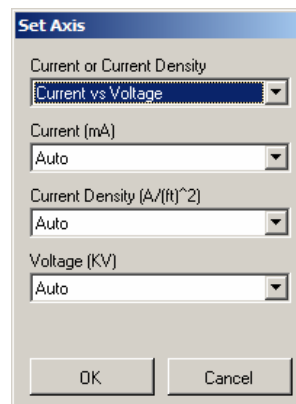 Set Axis
Current or Current Density
Current vs Voltage
Current (mA)
Auto
Current Density (A/(ft)^2)
Auto
Voltage (KV)
Auto
OK Cancel